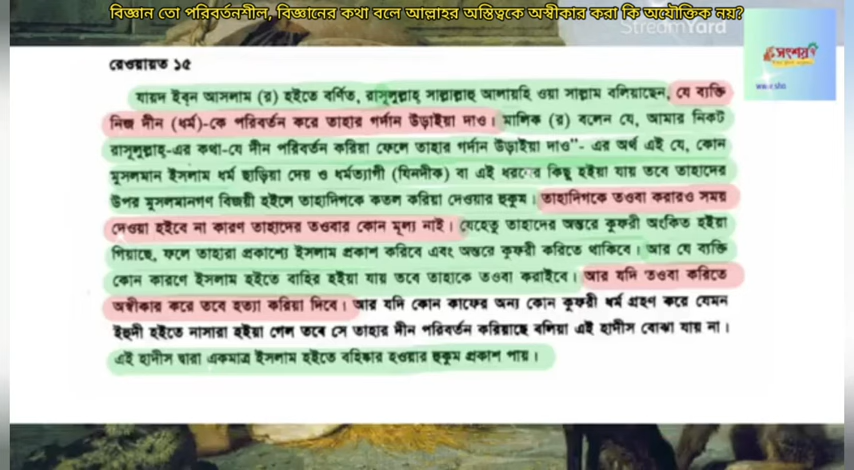 বিজ্ঞান তো পরিবর্তনশীল, বিজ্ঞানের কথা বলে আল্লাহর অস্তিত্বকে অস্বীকার করা কি অযৌক্তিক নয়?
StreamYard
সংশয়
রেওয়ায়ত ১৫
যায়দ ইবন আসলাম (র) হইতে বর্ণিত, রাসূলুল্লাহ্ সাল্লাল্লাহু আলায়হি ওয়া সাল্লাম বলিয়াছেন, যে ব্যক্তি
নিজ দীন (ধর্ম)-কে পরিবর্তন করে তাহার গর্দান উড়াইয়া দাও। মালিক (র) বলেন যে, আমার নিকট
রাসূলুল্লাহ্-এর কথা-যে দীন পরিবর্তন করিয়া ফেলে তাহার গর্দান উড়াইয়া দাও”- এর অর্থ এই যে, কোন
মুসলমান ইসলাম ধর্ম ছাড়িয়া দেয় ও ধর্মত্যাগী (যিনদীক) বা এই ধরনের কিছু হইয়া যায় তবে তাহাদের
উপর মুসলমানগণ বিজয়ী হইলে তাহাদিগকে কতল করিয়া দেওয়ার হুকুম। তাহাদিগকে তওবা করারও সময়
দেওয়া হইবে না কারণ তাহাদের তওবার কোন মূল্য নাই। যেহেতু তাহাদের অন্তরে কুফরী অংকিত হইয়া
গিয়াছে, ফলে তাহারা প্রকাশ্যে ইসলাম প্রকাশ করিবে এবং অন্তরে কুফরী করিতে থাকিবে। আর যে ব্যক্তি
কোন কারণে ইসলাম হইতে বাহির হইয়া যায় তবে তাহাকে তওবা করাইবে। আর যদি তওবা করিতে
অস্বীকার করে তবে হত্যা করিয়া দিবে। আর যদি কোন কাফের অন্য কোন কুফরী ধর্ম গ্রহণ করে যেমন
ইহুদী হইতে নাসারা হইয়া গেল তবে সে তাহার দীন পরিবর্তন করিয়াছে বলিয়া এই হাদীস বোঝা যায় না।
এই হাদীস দ্বারা একমাত্র ইসলাম হইতে বহিষ্কার হওয়ার হুকুম প্রকাশ পায়।